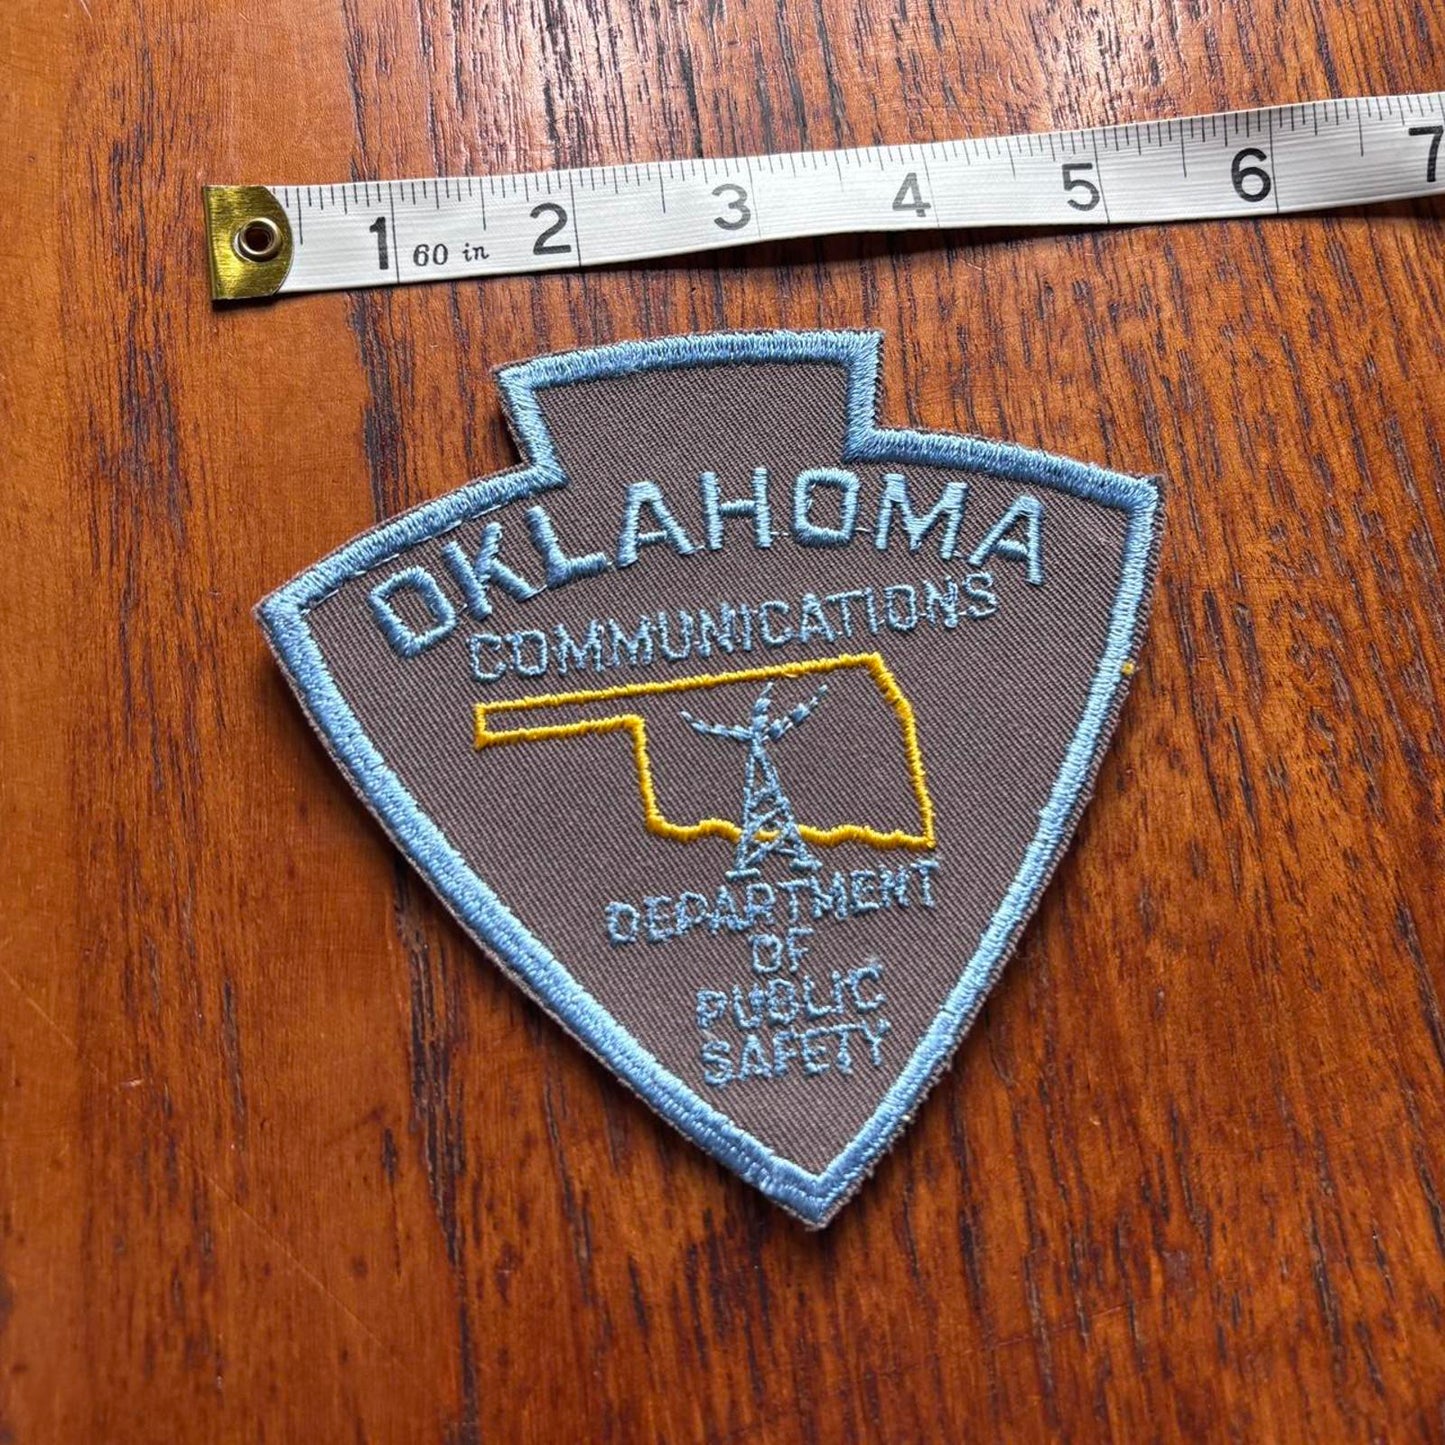 1 60 in 2 3 4 5 6 7
OKLAHOMA
COMMUNICATIONS
DEPARTMENT
OF
PUBLIC
SAFETY